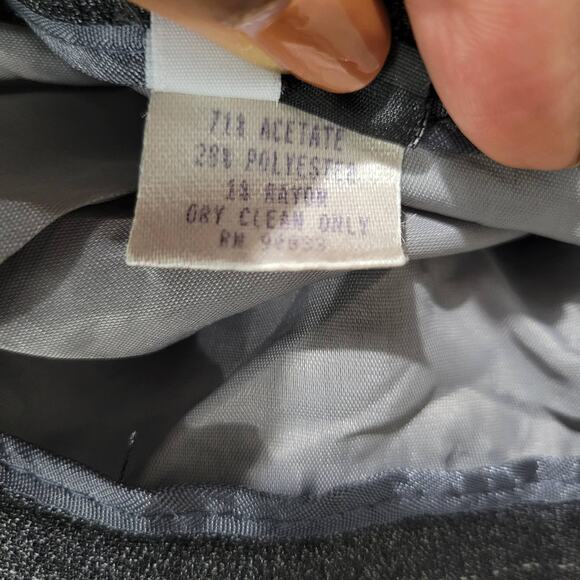 71% ACETATE
28% POLYESTER
1% RAYON
DRY CLEAN ONLY
RN